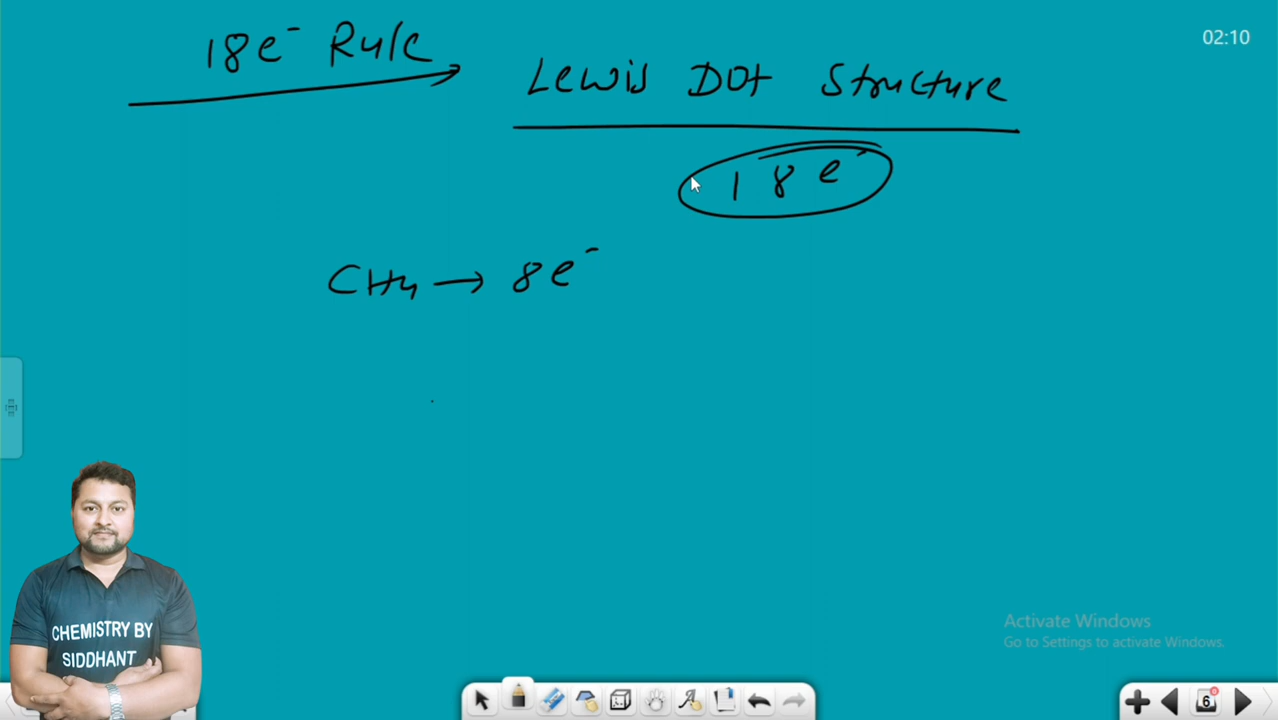 02:10
18e⁻ Rule
Lewis Dot Structure
18e⁻
CH₄ → 8e⁻
CHEMISTRY BY
SIDDHANT
Activate Windows
Go to Settings to activate Windows.
6